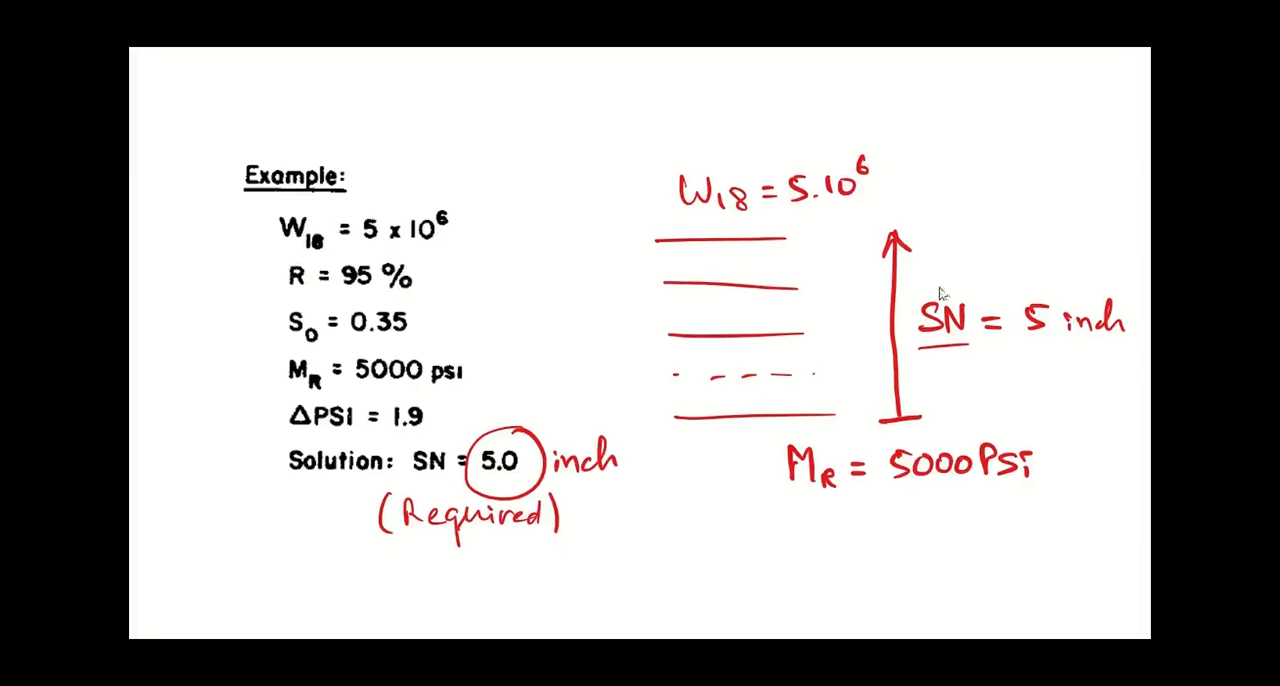 Example:
W18 = 5 x 10^6
R = 95 %
So = 0.35
MR = 5000 psi
ΔPSI = 1.9
Solution: SN = 5.0 inch
(Required)
W18 = 5.10^6
SN = 5 inch
MR = 5000 PSi